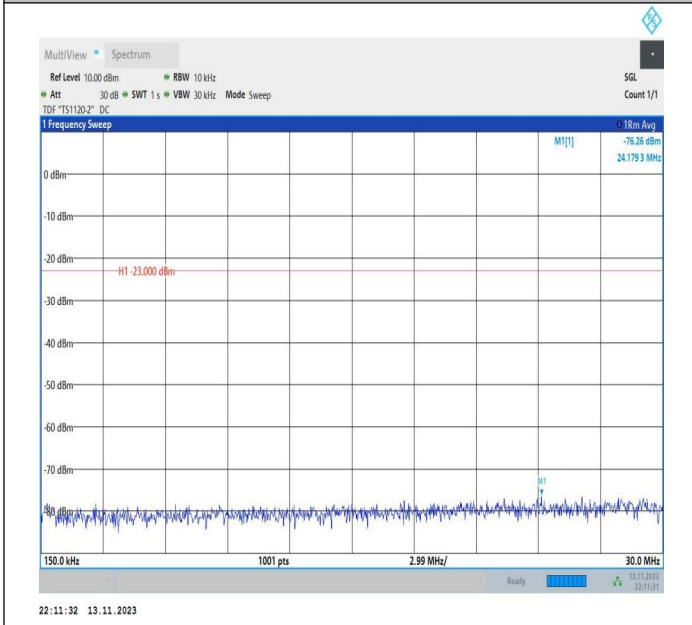 R&S
MultiView Spectrum
Ref Level 10.00 dBm RBW 10 kHz SGL
Att 30 dB SWT 1 s VBW 30 kHz Mode Sweep Count 1/1
TDF "TS1120-2" DC
1 Frequency Sweep 1Rm Avg
M1[1] -76.26 dBm
24.179 3 MHz
0 dBm
-10 dBm
-20 dBm
H1 -23.000 dBm
-30 dBm
-40 dBm
-50 dBm
-60 dBm
-70 dBm
M1
-80 dBm
150.0 kHz 1001 pts 2.99 MHz/ 30.0 MHz
Ready 13.11.2023
22:11:31
22:11:32 13.11.2023